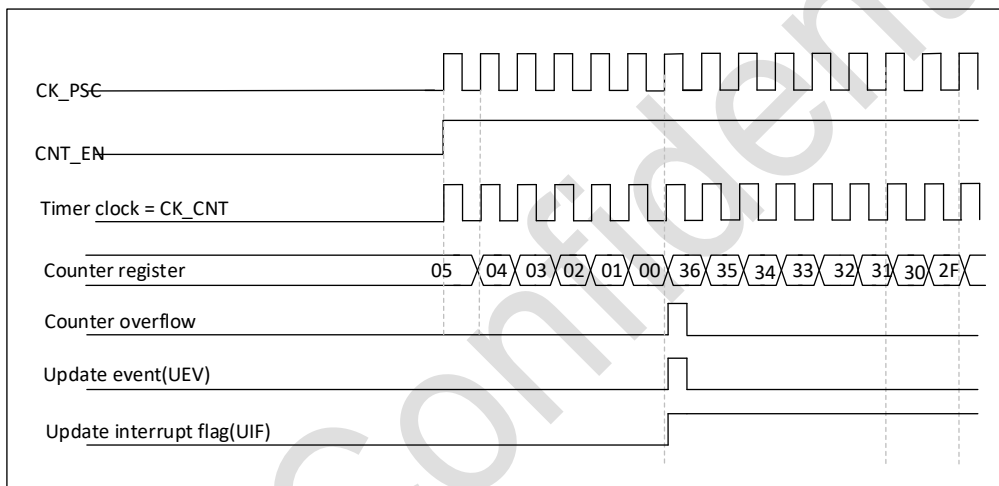 CK_PSC
CNT_EN
Timer clock = CK_CNT
Counter register 05 04 03 02 01 00 36 35 34 33 32 31 30 2F
Counter overflow
Update event(UEV)
Update interrupt flag(UIF)
Confidential